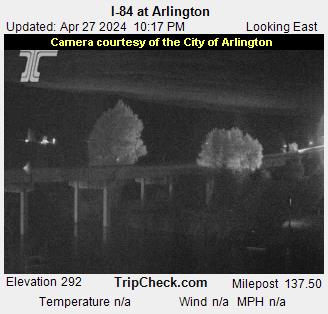 I-84 at Arlington
Updated: Apr 27 2024 10:17 PM Looking East
Camera courtesy of the City of Arlington
Elevation 292 TripCheck.com Milepost 137.50
Temperature n/a Wind n/a MPH n/a